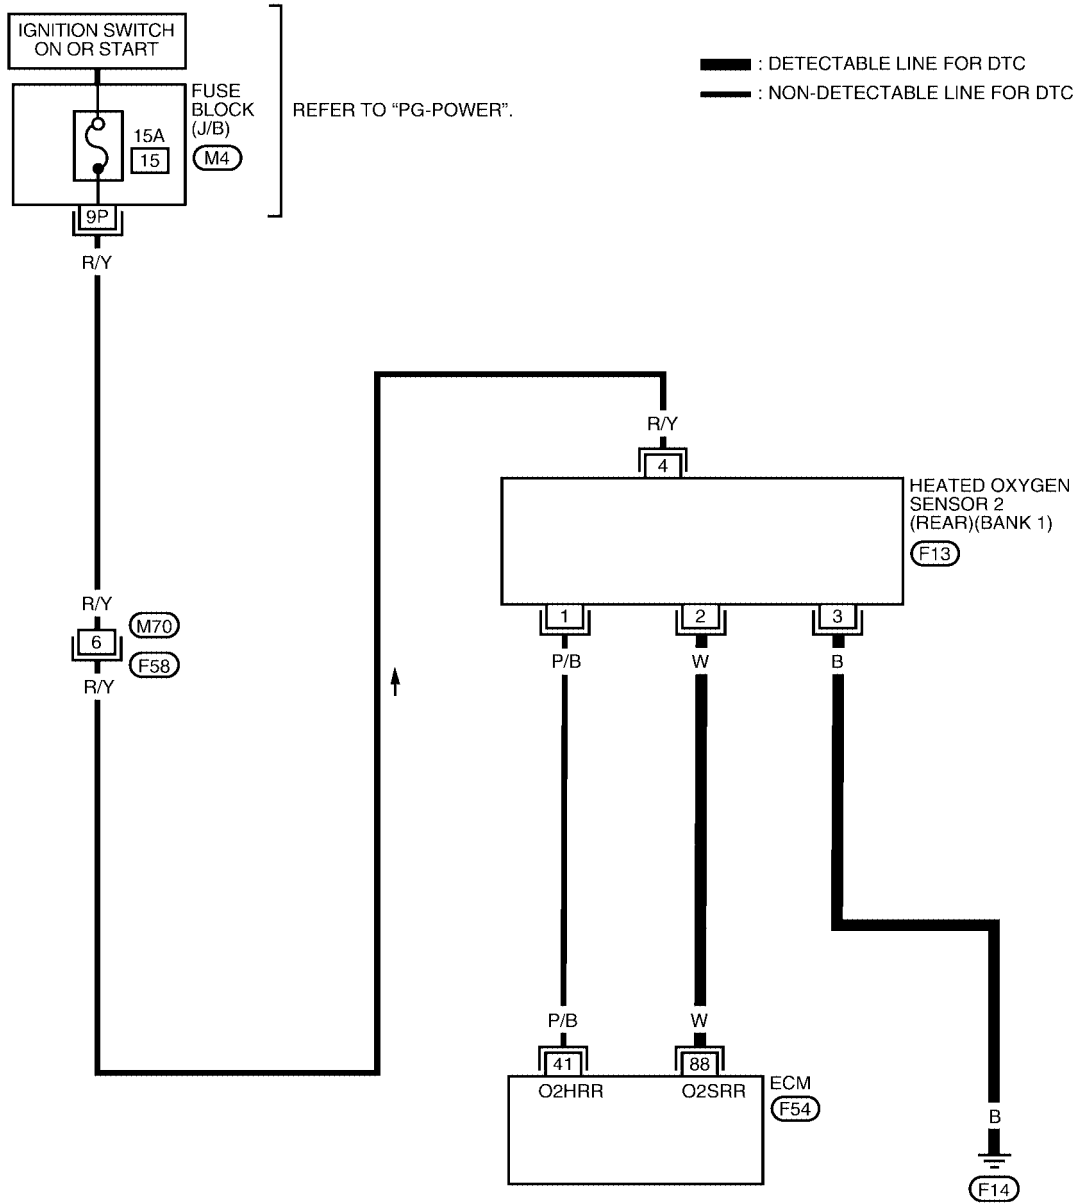 IGNITION SWITCH
ON OR START
FUSE
BLOCK
(J/B)
M4
15A
15
REFER TO “PG-POWER”.
: DETECTABLE LINE FOR DTC
: NON-DETECTABLE LINE FOR DTC
9P
R/Y
R/Y
4
HEATED OXYGEN
SENSOR 2
(REAR)(BANK 1)
F13
R/Y
M70
6
F58
R/Y
1
2
3
P/B
W
B
P/B
W
41
88
O2HRR
O2SRR
ECM
F54
B
F14